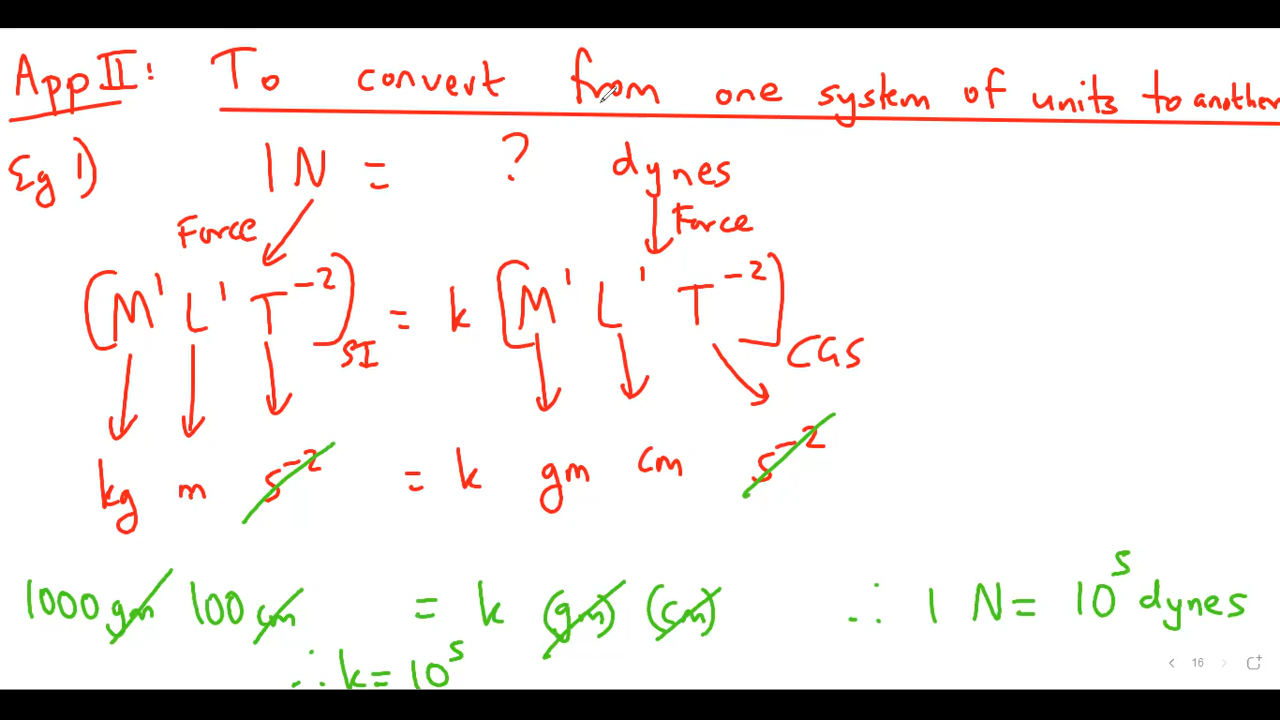 App II: To convert from one system of units to another
Eg 1) 1 N = ? dynes
Force Force
[M¹ L¹ T⁻²]SI = k [M¹ L¹ T⁻²]CGS
kg m s⁻² = k gm cm s⁻²
1000 gm 100 cm = k (gm) (cm) ∴ 1 N = 10⁵ dynes
∴ k = 10⁵
16